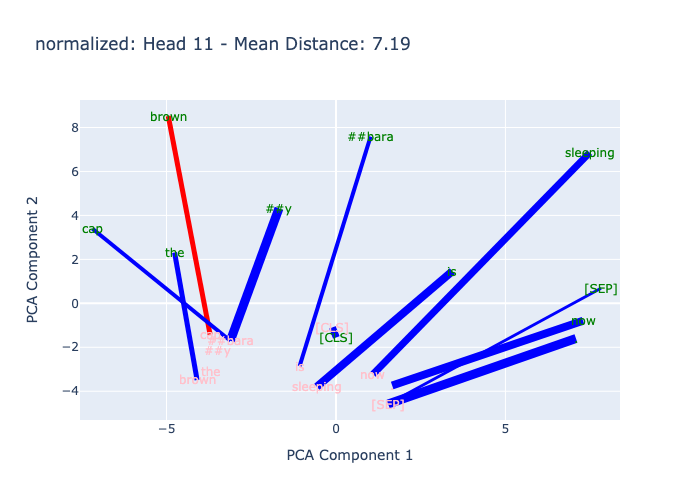 normalized: Head 11 - Mean Distance: 7.19
8
6
4
2
0
−2
−4
−5
0
5
PCA Component 2
PCA Component 1
brown
##bara
sleeping
##y
cap
the
is
[SEP]
now
[CLS]
[CLS]
cap
##bara
##y
the
brown
is
sleeping
now
[SEP]